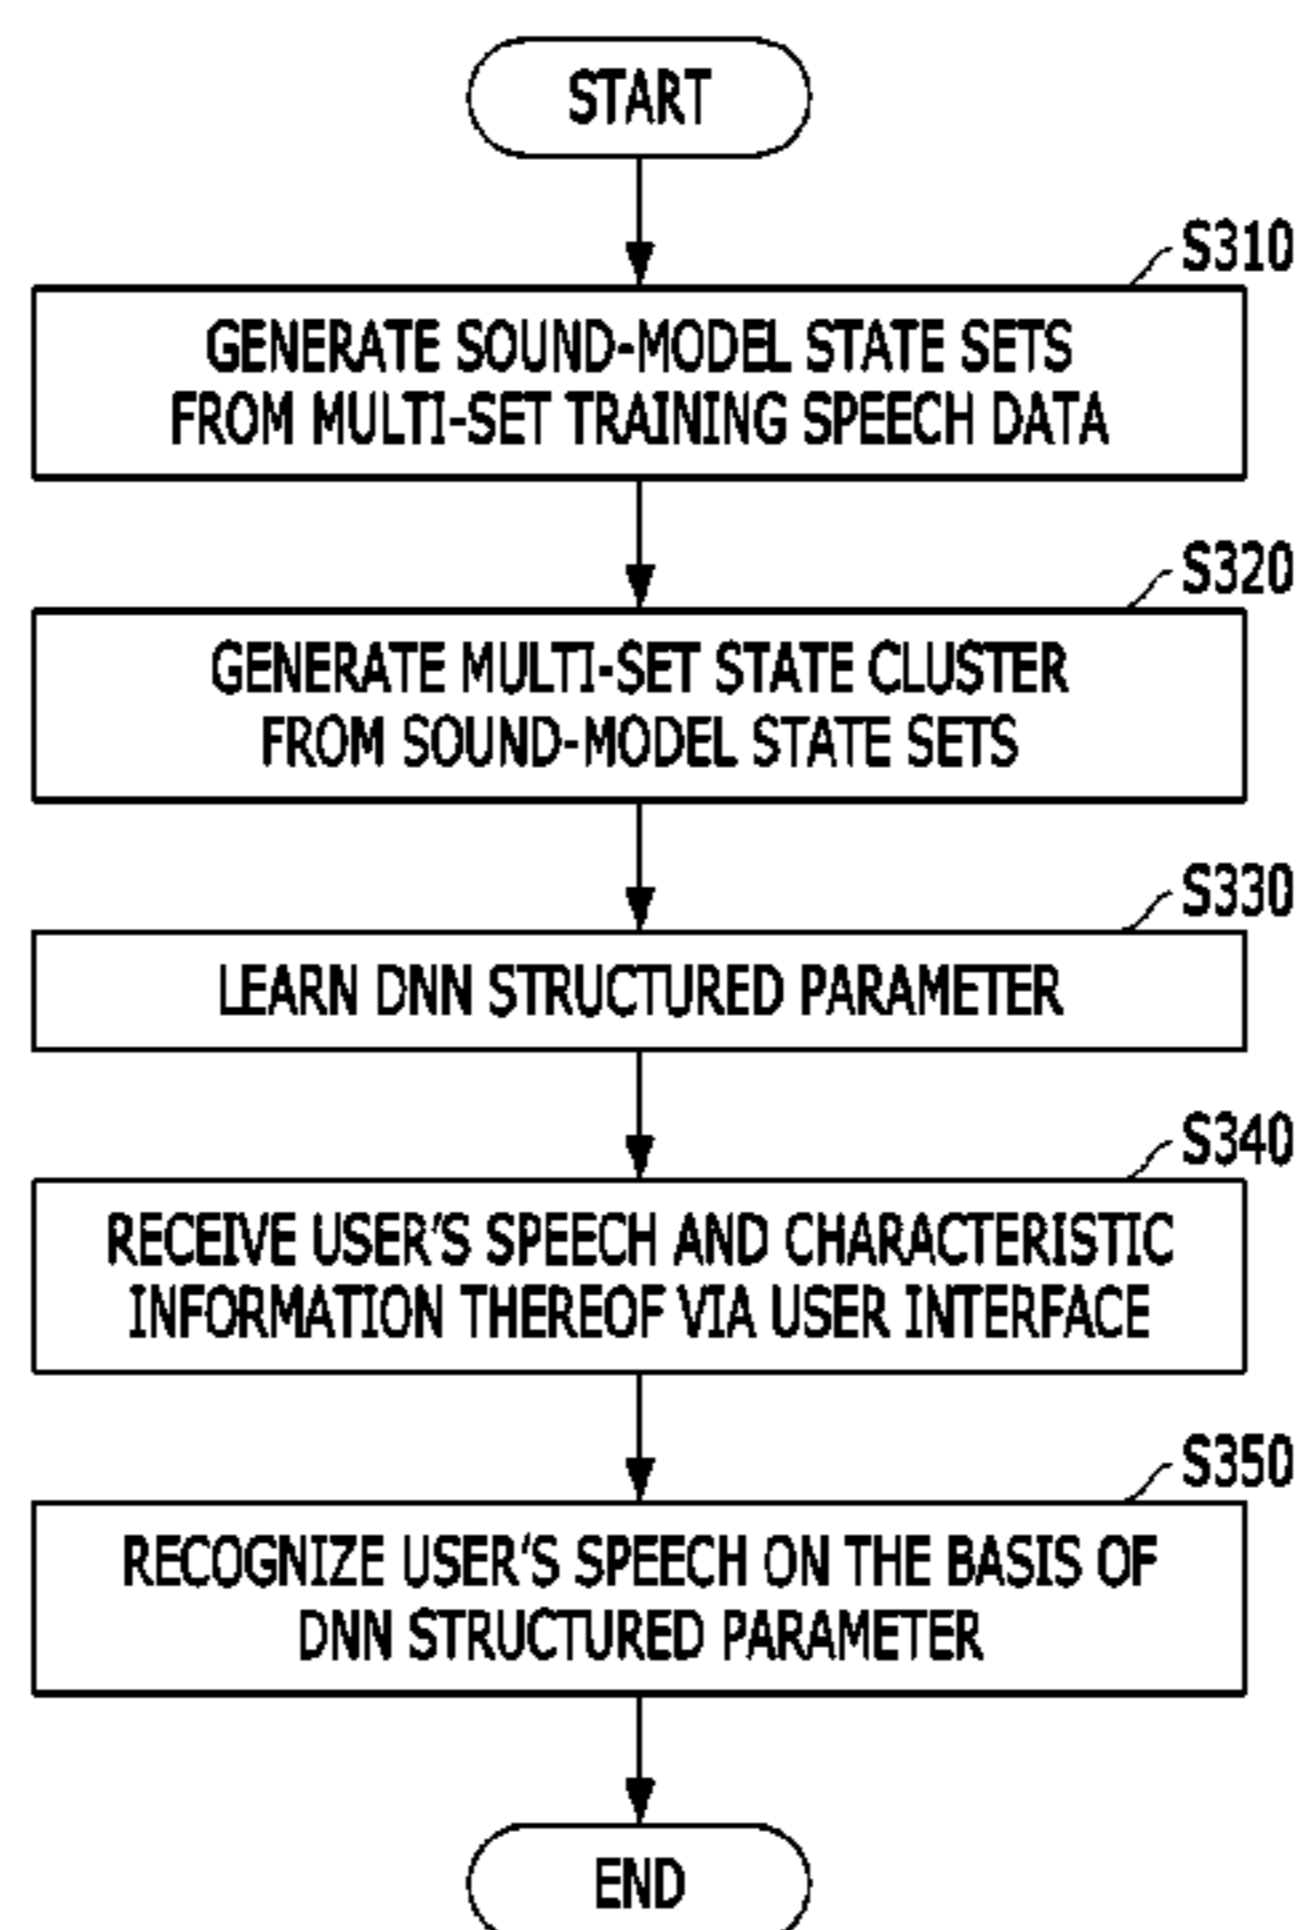 START
S310
GENERATE SOUND-MODEL STATE SETS
FROM MULTI-SET TRAINING SPEECH DATA
S320
GENERATE MULTI-SET STATE CLUSTER
FROM SOUND-MODEL STATE SETS
S330
LEARN DNN STRUCTURED PARAMETER
S340
RECEIVE USER'S SPEECH AND CHARACTERISTIC
INFORMATION THEREOF VIA USER INTERFACE
S350
RECOGNIZE USER'S SPEECH ON THE BASIS OF
DNN STRUCTURED PARAMETER
END